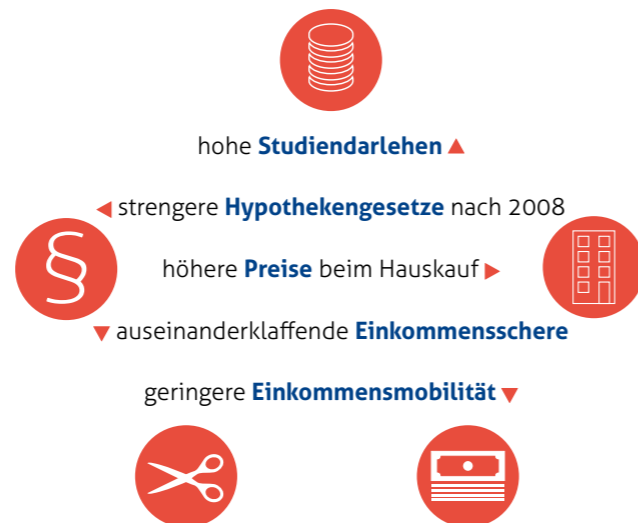 hohe Studiendarlehen ▲
◀ strengere Hypothekengesetze nach 2008
§
höhere Preise beim Hauskauf ▶
▼ auseinanderklaffende Einkommensschere
geringere Einkommensmobilität ▼